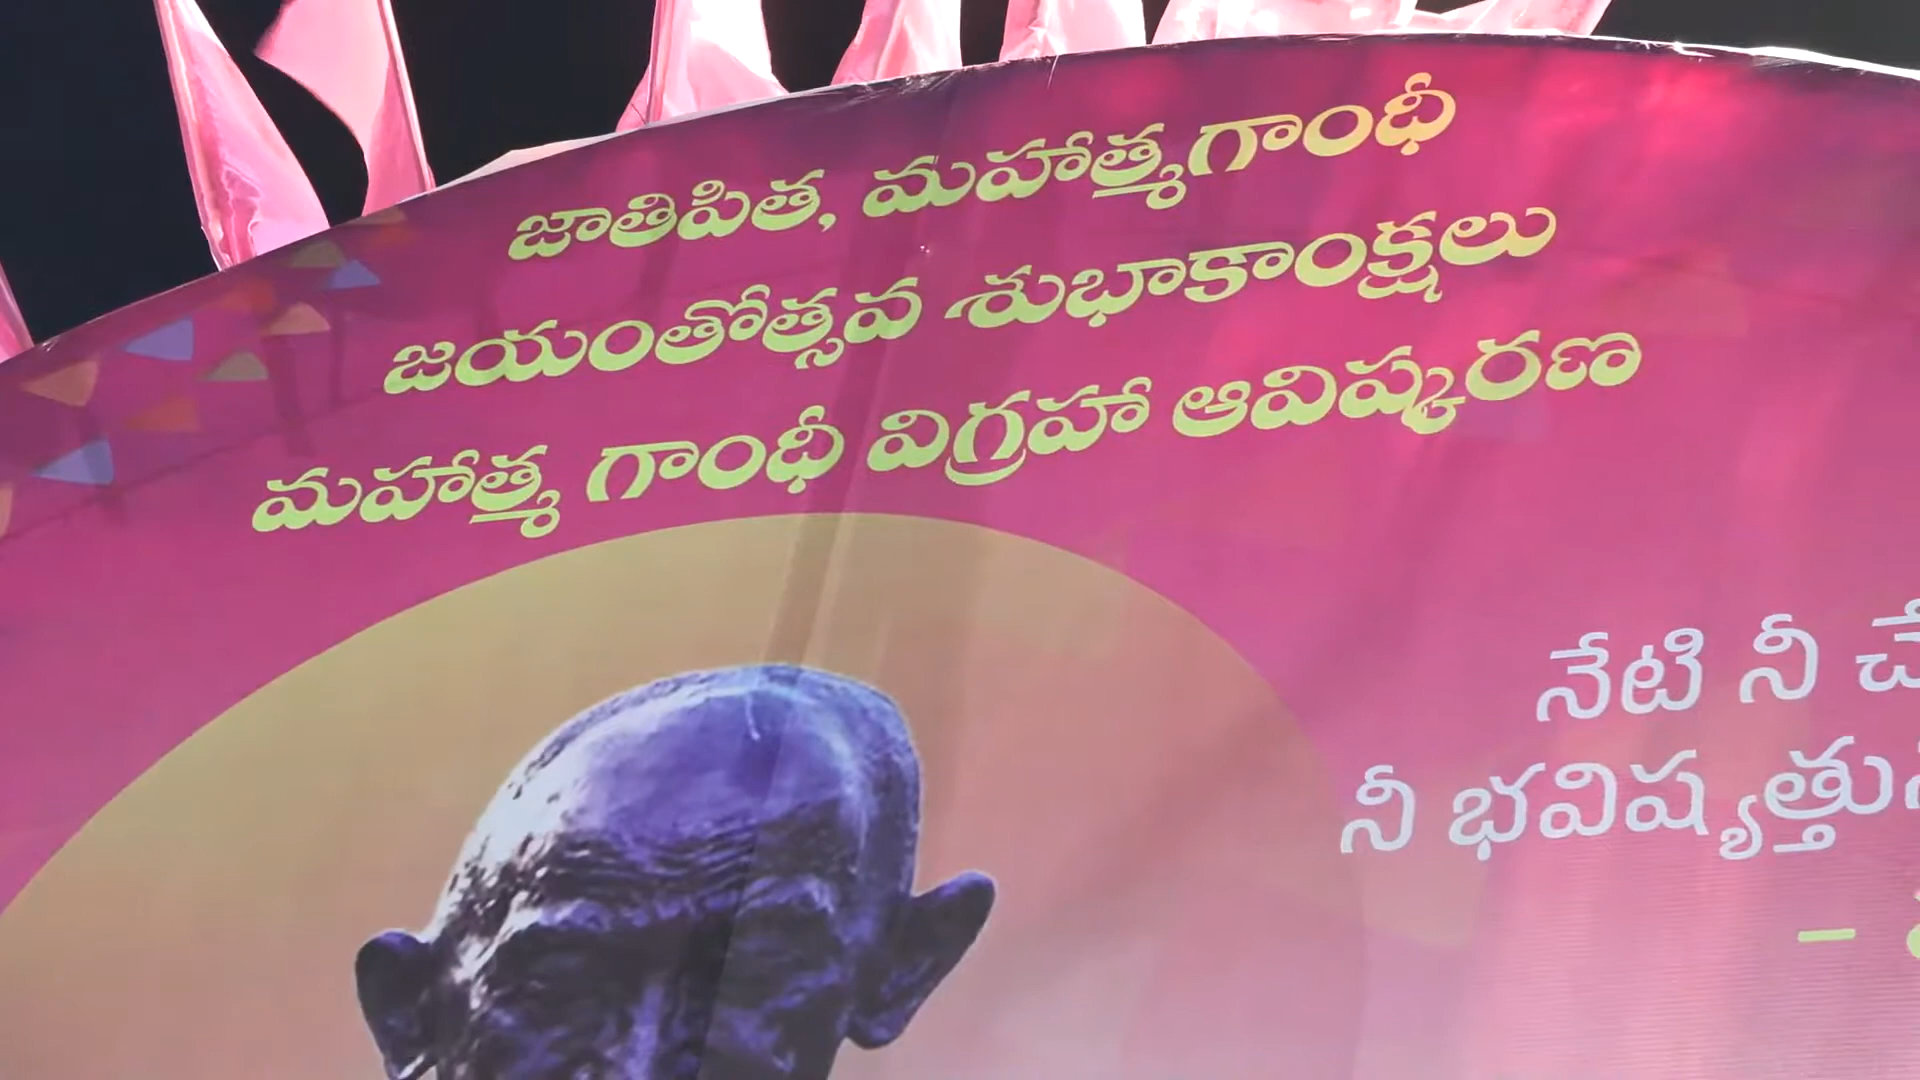 జాతిపిత, మహాత్మగాంధీ
జయంతోత్సవ శుభాకాంక్షలు
మహాత్మ గాంధీ విగ్రహా ఆవిష్కరణ
నేటి నీ
నీ భవిష్యత్తు